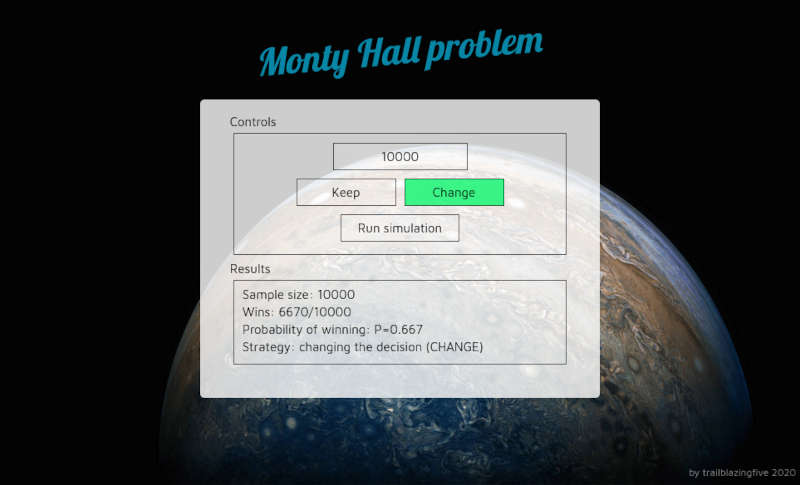 Monty Hall problem
Controls
10000
Keep
Change
Run simulation
Results
Sample size: 10000
Wins: 6670/10000
Probability of winning: P=0.667
Strategy: changing the decision (CHANGE)
by trailblazingfive 2020